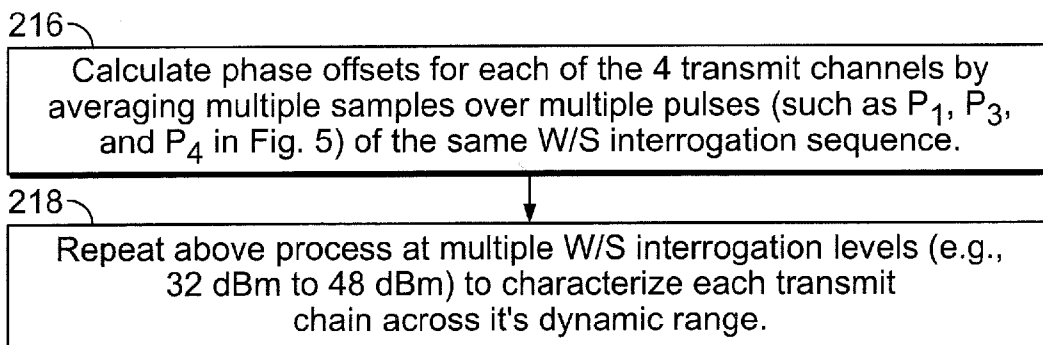 216
Calculate phase offsets for each of the 4 transmit channels by
averaging multiple samples over multiple pulses (such as P1, P3,
and P4 in Fig. 5) of the same W/S interrogation sequence.
218
Repeat above process at multiple W/S interrogation levels (e.g.,
32 dBm to 48 dBm) to characterize each transmit
chain across it's dynamic range.